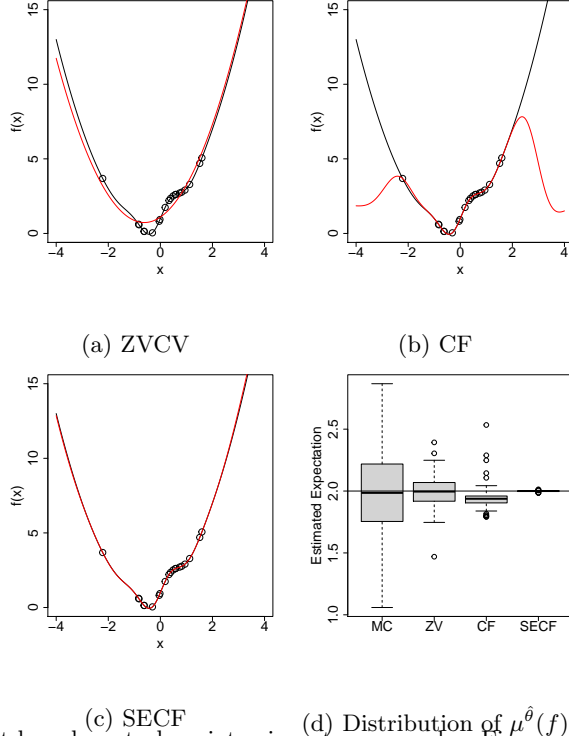 15
10
5
0
f(x)
−4 −2 0 2 4
x
(a) ZVCV
15
10
5
0
f(x)
−4 −2 0 2 4
x
(b) CF
15
10
5
0
f(x)
−4 −2 0 2 4
x
(c) SECF
2.5
2.0
1.5
1.0
Estimated Expectation
MC ZV CF SECF
(d) Distribution of μ^θ̂(f)